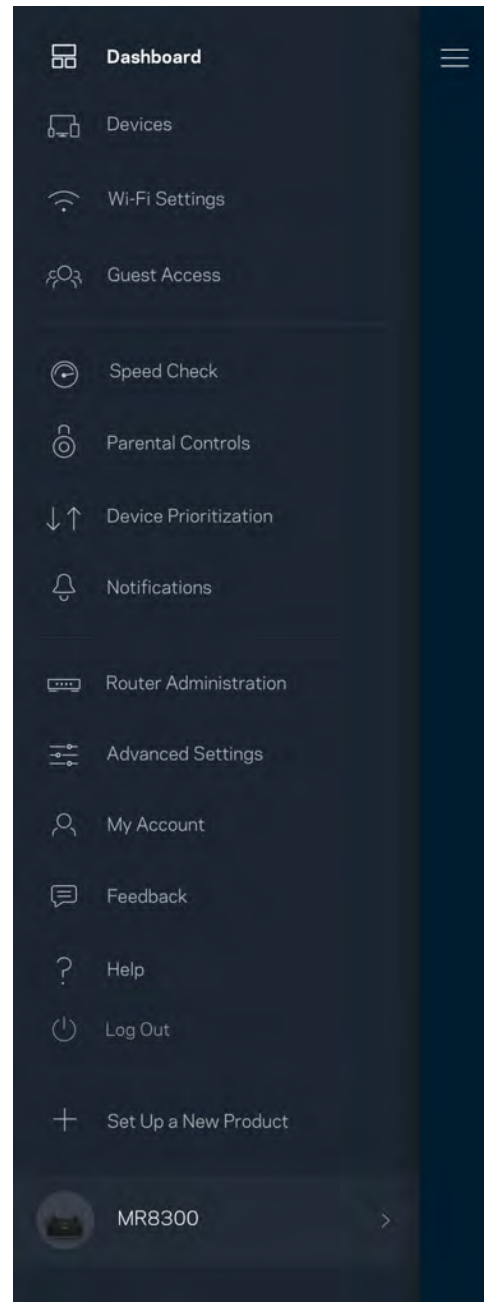 Dashboard
Devices
Wi-Fi Settings
Guest Access
Speed Check
Parental Controls
Device Prioritization
Notifications
Router Administration
Advanced Settings
My Account
Feedback
Help
Log Out
Set Up a New Product
MR8300